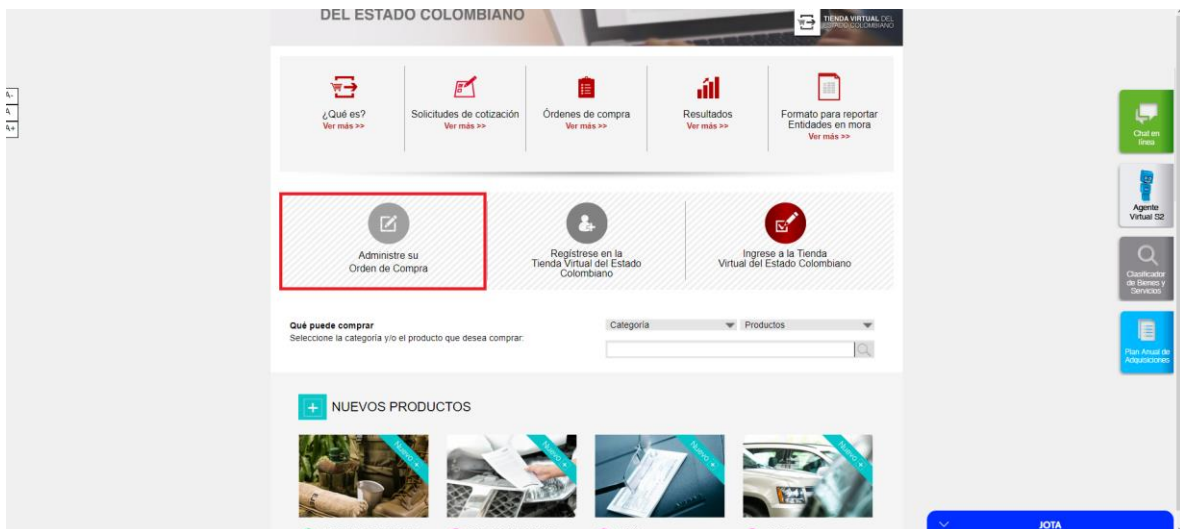 DEL ESTADO COLOMBIANO
TIENDA VIRTUAL DEL
ESTADO COLOMBIANO
A-
A
A+
¿Qué es?
Ver más >>
Solicitudes de cotización
Ver más >>
Órdenes de compra
Ver más >>
Resultados
Ver más >>
Formato para reportar
Entidades en mora
Ver más >>
Administre su
Orden de Compra
Regístrese en la
Tienda Virtual del Estado
Colombiano
Ingrese a la Tienda
Virtual del Estado Colombiano
Qué puede comprar
Seleccione la categoría y/o el producto que desea comprar:
Categoría
Productos
NUEVOS PRODUCTOS
Nuevo +
Nuevo +
Nuevo +
Nuevo +
Chat en
línea
Agente
Virtual S2
Clasificador
de Bienes y
Servicios
Plan Anual de
Adquisiciones
JOTA